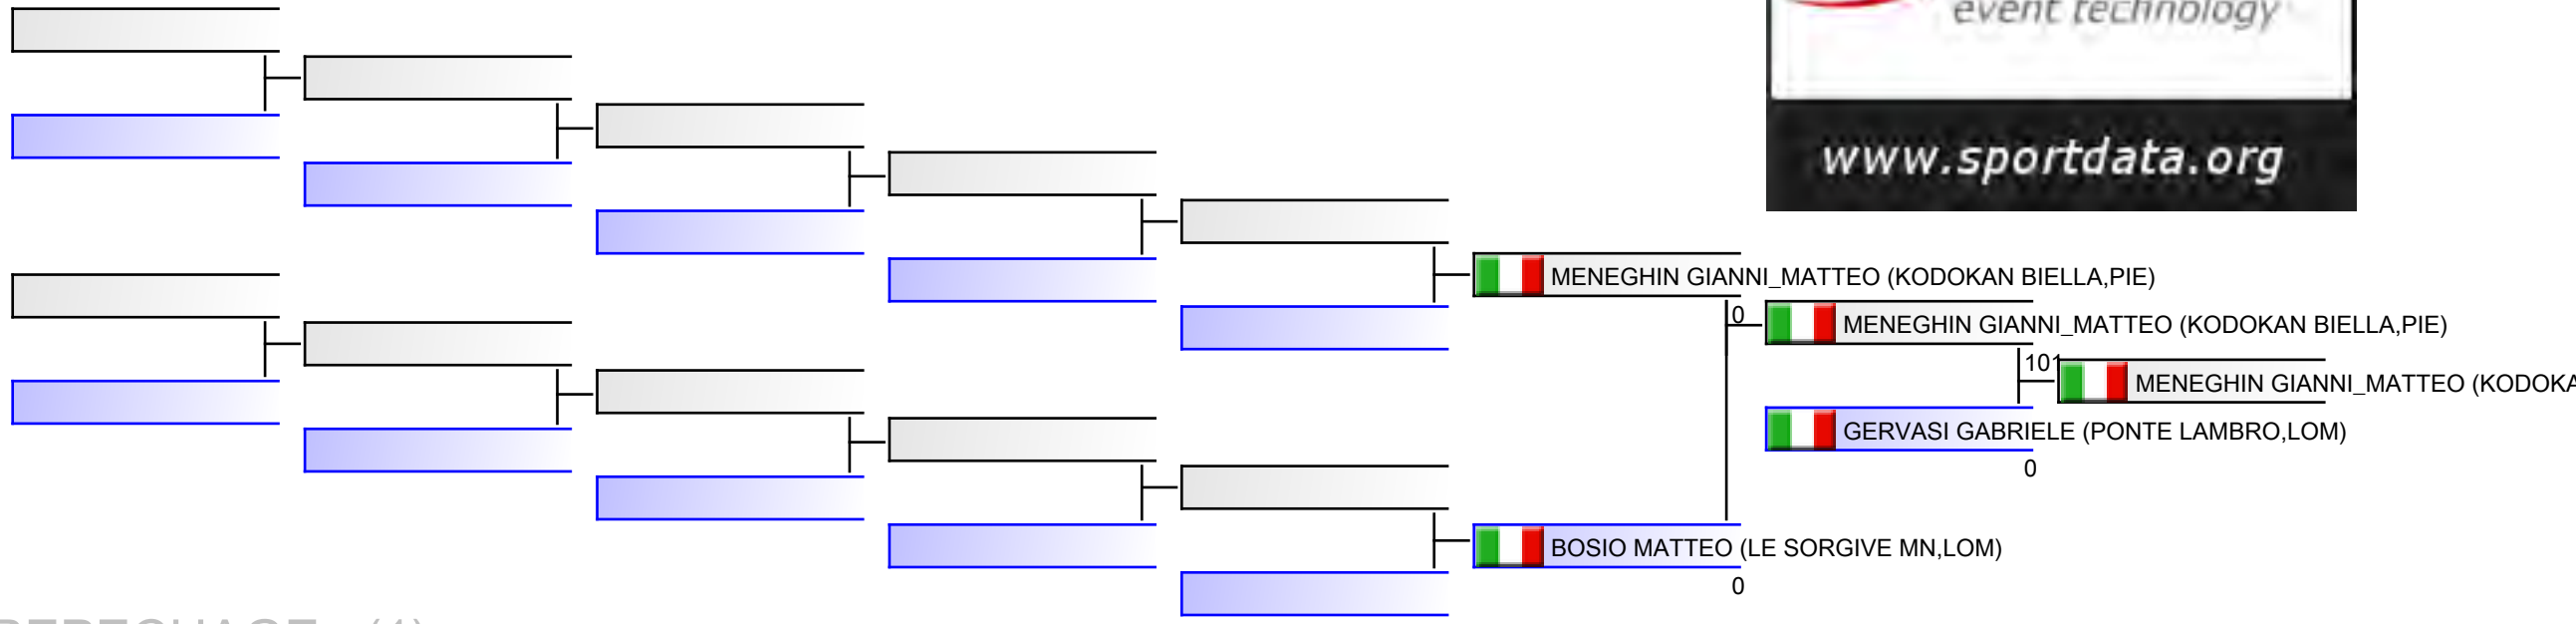 event technology
www.sportdata.org
MENEGHIN GIANNI_MATTEO (KODOKAN BIELLA,PIE)
0
MENEGHIN GIANNI_MATTEO (KODOKAN BIELLA,PIE)
101
MENEGHIN GIANNI_MATTEO (KODOKA
GERVASI GABRIELE (PONTE LAMBRO,LOM)
0
BOSIO MATTEO (LE SORGIVE MN,LOM)
0